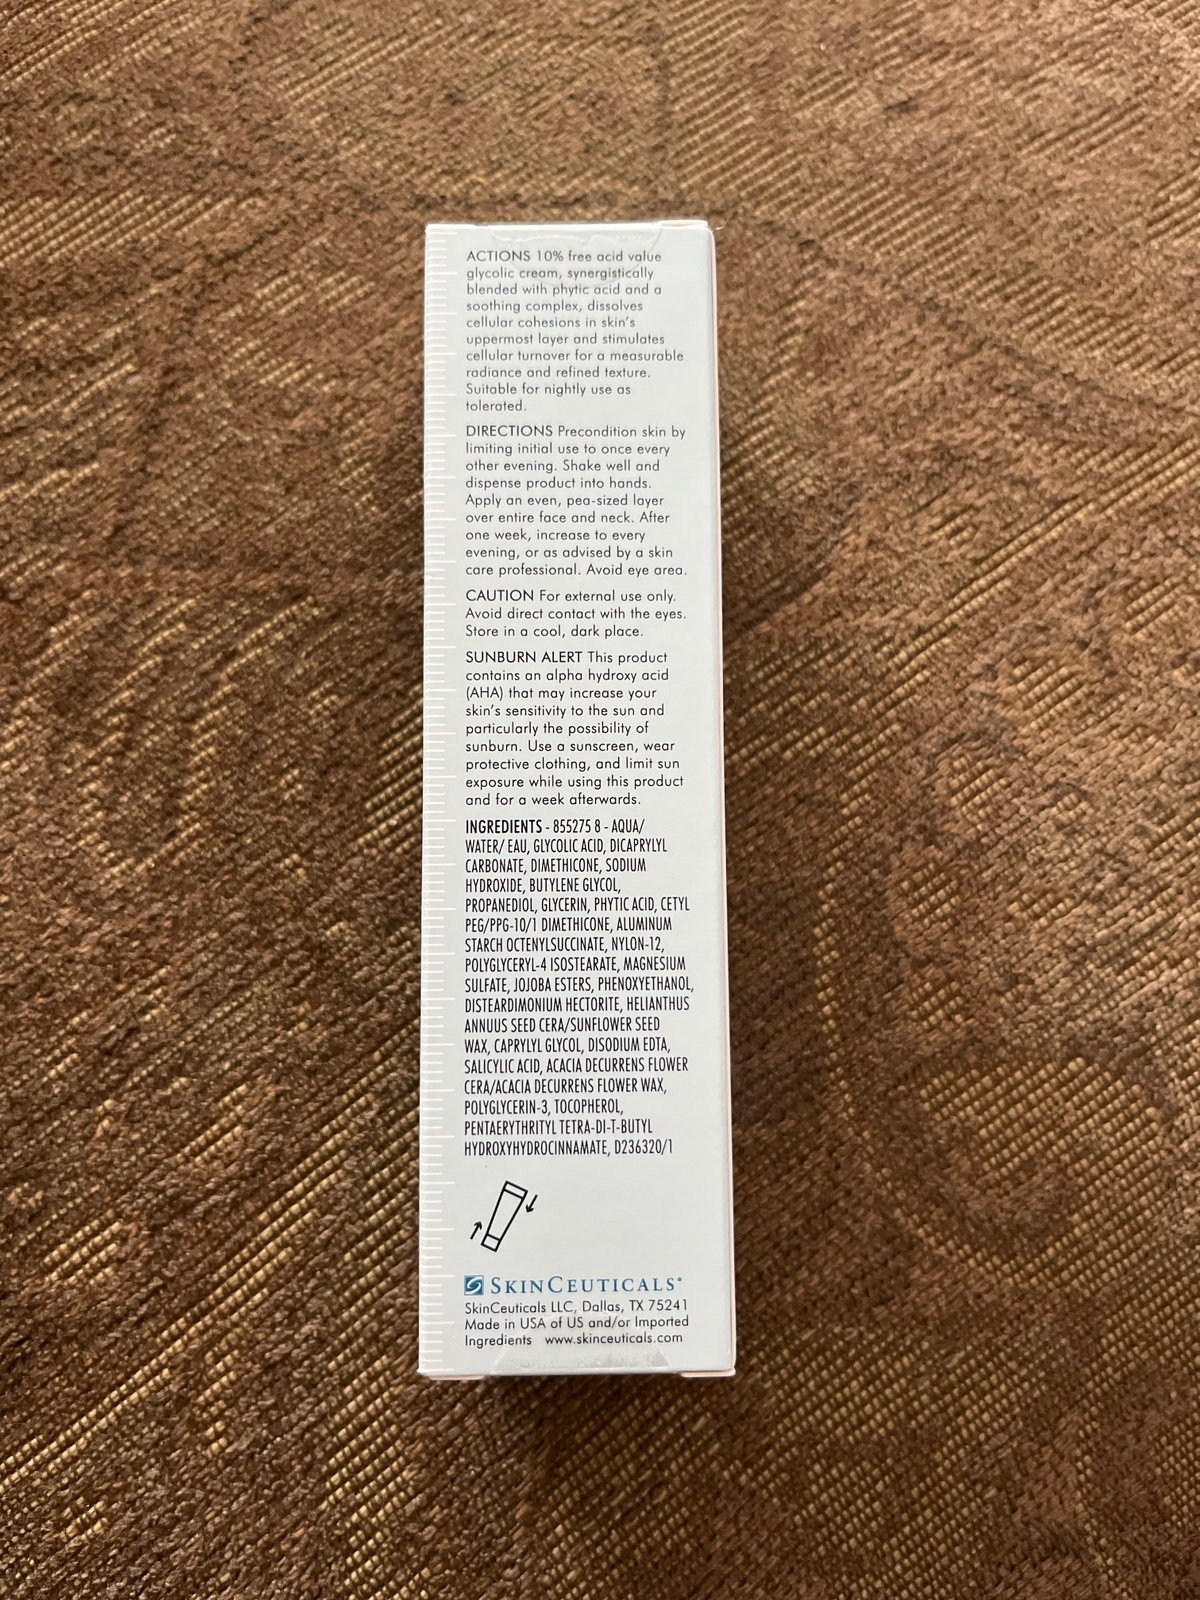 ACTIONS 10% free acid value
glycolic cream, synergistically
blended with phytic acid and a
soothing complex, dissolves
cellular cohesions in skin's
uppermost layer and stimulates
cellular turnover for a measurable
radiance and refined texture.
Suitable for nightly use as
tolerated.
DIRECTIONS Precondition skin by
limiting initial use to once every
other evening. Shake well and
dispense product into hands.
Apply an even, pea-sized layer
over entire face and neck. After
one week, increase to every
evening, or as advised by a skin
care professional. Avoid eye area.
CAUTION For external use only.
Avoid direct contact with the eyes.
Store in a cool, dark place.
SUNBURN ALERT This product
contains an alpha hydroxy acid
(AHA) that may increase your
skin's sensitivity to the sun and
particularly the possibility of
sunburn. Use a sunscreen, wear
protective clothing, and limit sun
exposure while using this product
and for a week afterwards.
INGREDIENTS - 855275 8 - AQUA/
WATER/ EAU, GLYCOLIC ACID, DICAPRYLYL
CARBONATE, DIMETHICONE, SODIUM
HYDROXIDE, BUTYLENE GLYCOL,
PROPANEDIOL, GLYCERIN, PHYTIC ACID, CETYL
PEG/PPG-10/1 DIMETHICONE, ALUMINUM
STARCH OCTENYLSUCCINATE, NYLON-12,
POLYGLYCERYL-4 ISOSTEARATE, MAGNESIUM
SULFATE, JOJOBA ESTERS, PHENOXYETHANOL,
DISTEARDIMONIUM HECTORITE, HELIANTHUS
ANNUUS SEED CERA/SUNFLOWER SEED
WAX, CAPRYLYL GLYCOL, DISODIUM EDTA,
SALICYLIC ACID, ACACIA DECURRENS FLOWER
CERA/ACACIA DECURRENS FLOWER WAX,
POLYGLYCERIN-3, TOCOPHEROL,
PENTAERYTHRITYL TETRA-DI-T-BUTYL
HYDROXYHYDROCINNAMATE, D236320/1
SKINCEUTICALS®
SkinCeuticals LLC, Dallas, TX 75241
Made in USA of US and/or Imported
Ingredients www.skinceuticals.com